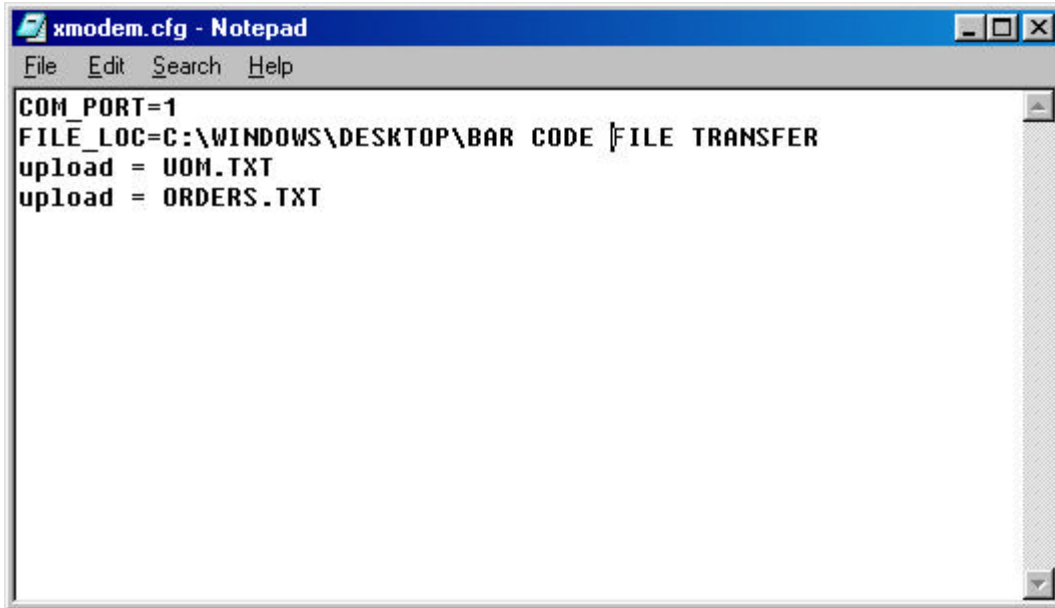 xmodem.cfg - Notepad
File Edit Search Help
COM_PORT=1
FILE_LOC=C:\WINDOWS\DESKTOP\BAR CODE FILE TRANSFER
upload = UOM.TXT
upload = ORDERS.TXT